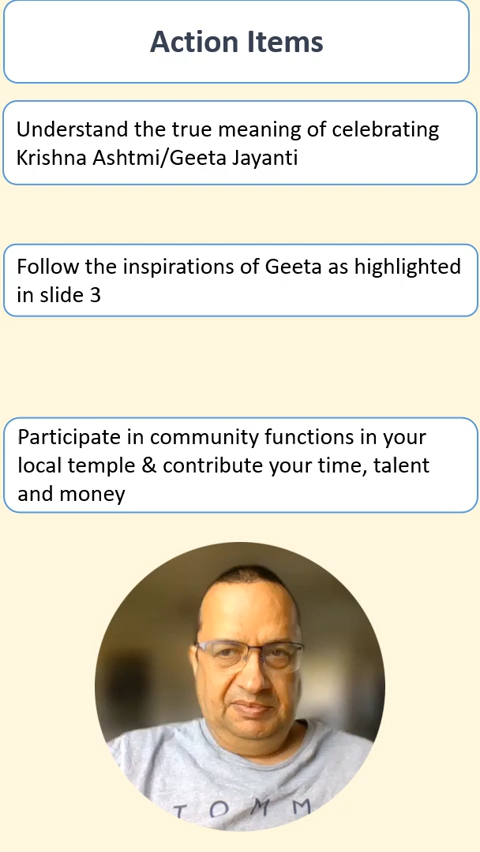 Action Items
Understand the true meaning of celebrating
Krishna Ashtmi/Geeta Jayanti
Follow the inspirations of Geeta as highlighted
in slide 3
Participate in community functions in your
local temple & contribute your time, talent
and money
TOMM